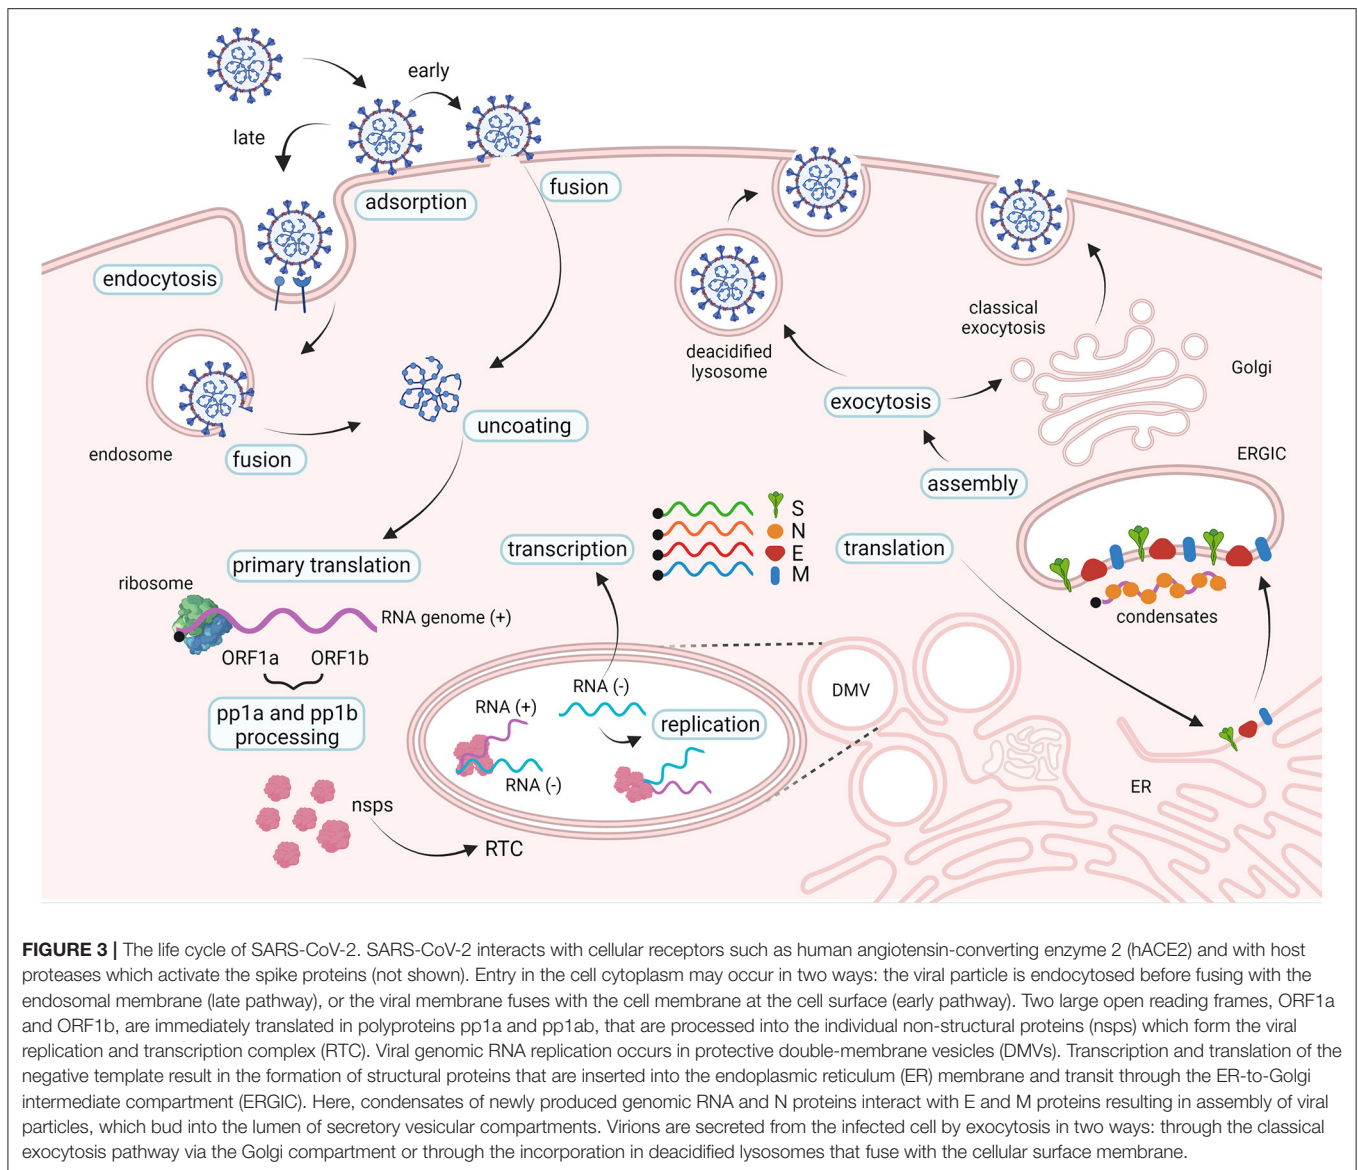 early
late
adsorption
fusion
endocytosis
endosome
fusion
uncoating
deacidified
lysosome
classical
exocytosis
Golgi
exocytosis
ERGIC
assembly
condensates
primary translation
ribosome
RNA genome (+)
ORF1a
ORF1b
pp1a and pp1b
processing
nsps
RTC
transcription
S
N
E
M
translation
RNA (-)
RNA (+)
replication
RNA (-)
DMV
ER
FIGURE 3 | The life cycle of SARS-CoV-2. SARS-CoV-2 interacts with cellular receptors such as human angiotensin-converting enzyme 2 (hACE2) and with host
proteases which activate the spike proteins (not shown). Entry in the cell cytoplasm may occur in two ways: the viral particle is endocytosed before fusing with the
endosomal membrane (late pathway), or the viral membrane fuses with the cell membrane at the cell surface (early pathway). Two large open reading frames, ORF1a
and ORF1b, are immediately translated in polyproteins pp1a and pp1ab, that are processed into the individual non-structural proteins (nsps) which form the viral
replication and transcription complex (RTC). Viral genomic RNA replication occurs in protective double-membrane vesicles (DMVs). Transcription and translation of the
negative template result in the formation of structural proteins that are inserted into the endoplasmic reticulum (ER) membrane and transit through the ER-to-Golgi
intermediate compartment (ERGIC). Here, condensates of newly produced genomic RNA and N proteins interact with E and M proteins resulting in assembly of viral
particles, which bud into the lumen of secretory vesicular compartments. Virions are secreted from the infected cell by exocytosis in two ways: through the classical
exocytosis pathway via the Golgi compartment or through the incorporation in deacidified lysosomes that fuse with the cellular surface membrane.